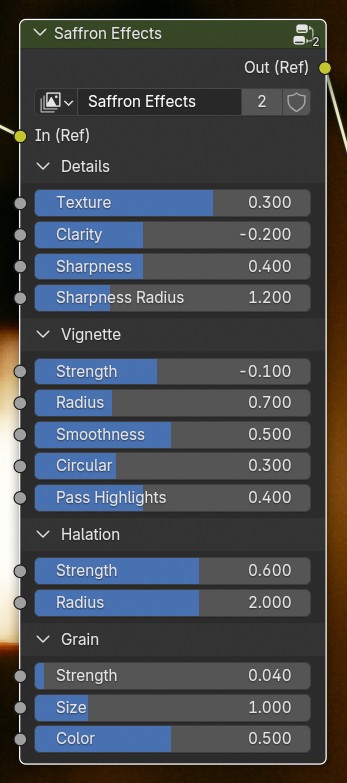 Saffron Effects
2
Out (Ref)
Saffron Effects 2
In (Ref)
Details
Texture 0.300
Clarity -0.200
Sharpness 0.400
Sharpness Radius 1.200
Vignette
Strength -0.100
Radius 0.700
Smoothness 0.500
Circular 0.300
Pass Highlights 0.400
Halation
Strength 0.600
Radius 2.000
Grain
Strength 0.040
Size 1.000
Color 0.500